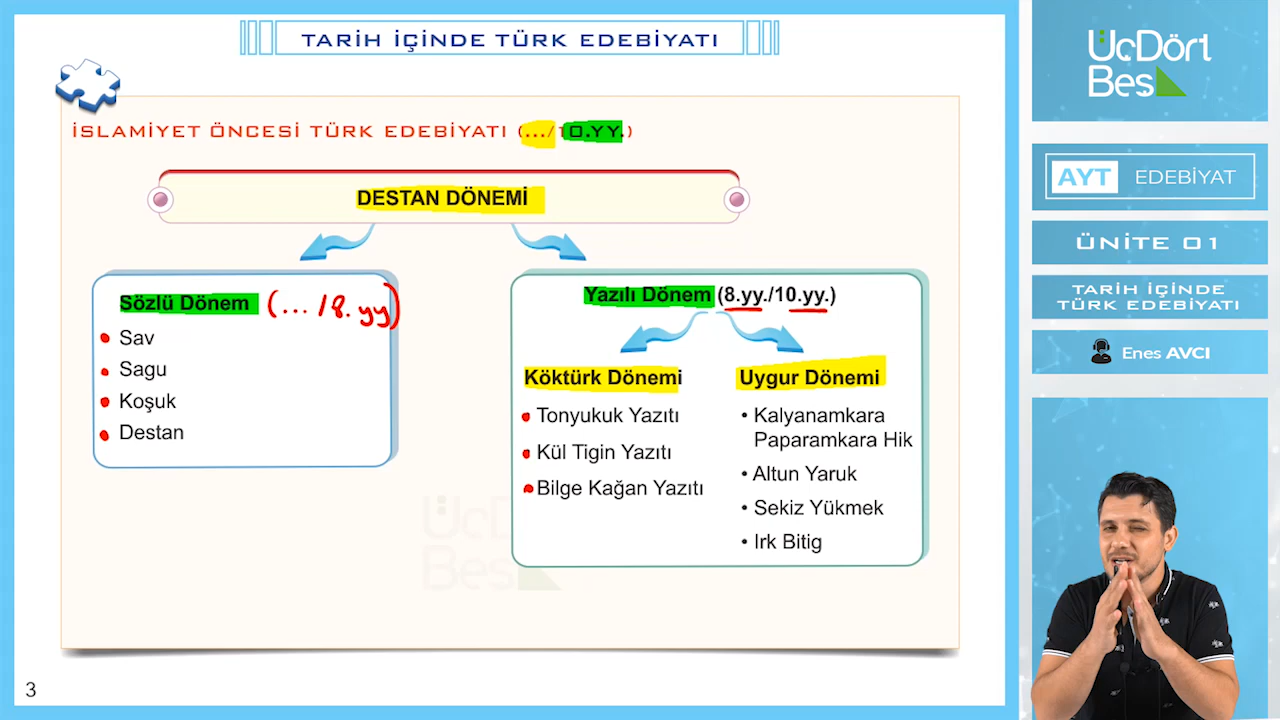 TARİH İÇİNDE TÜRK EDEBİYATI
İSLAMİYET ÖNCESİ TÜRK EDEBİYATI (.../10.YY.)
DESTAN DÖNEMİ
Sözlü Dönem (... /8. yy)
• Sav
• Sagu
• Koşuk
• Destan
Yazılı Dönem (8.yy./10.yy.)
Köktürk Dönemi
• Tonyukuk Yazıtı
• Kül Tigin Yazıtı
• Bilge Kağan Yazıtı
Uygur Dönemi
• Kalyanamkara
Paparamkara Hik
• Altun Yaruk
• Sekiz Yükmek
• Irk Bitig
ÜçDört
Beş
3
ÜçDört
Beş
AYT EDEBİYAT
ÜNİTE 01
TARİH İÇİNDE
TÜRK EDEBİYATI
Enes AVCI